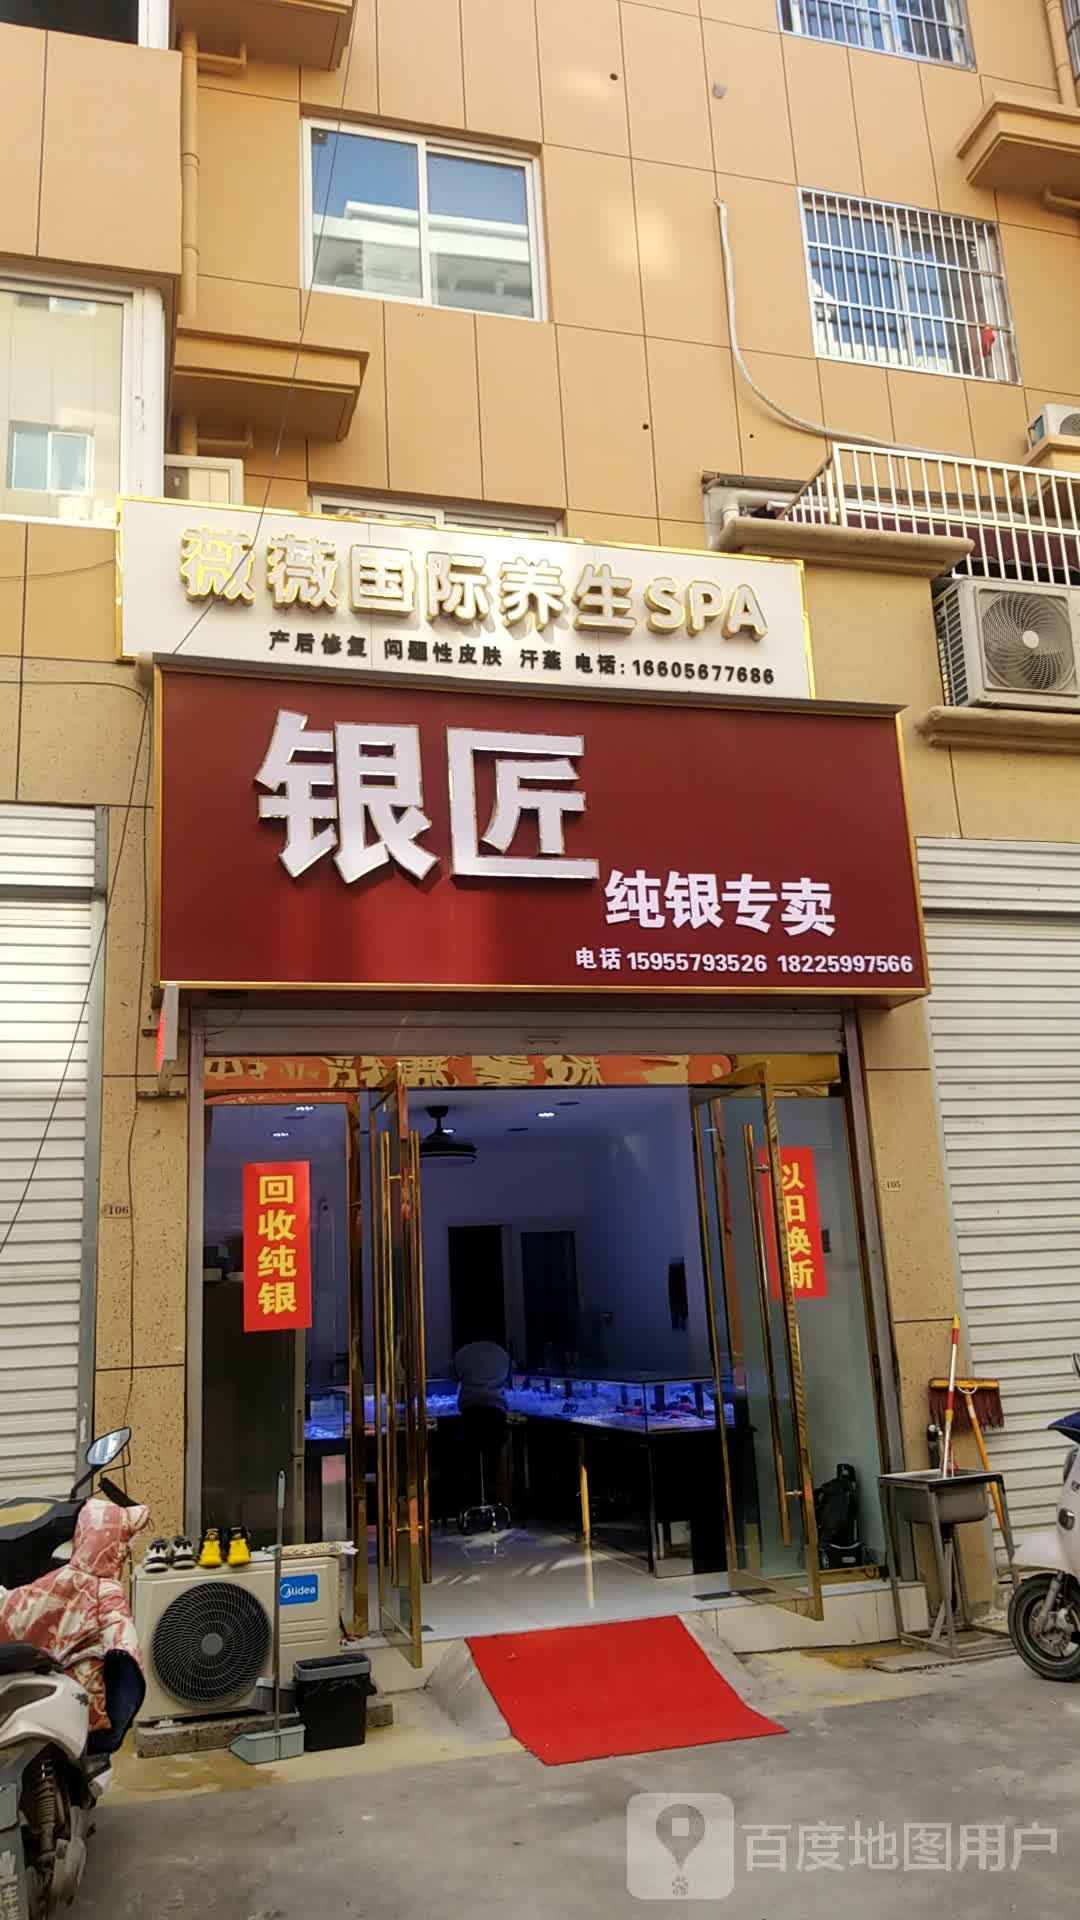 薇薇国际养生SPA
产后修复 问题性皮肤 汗蒸 电话:16605677686
银匠
纯银专卖
电话 15955793526 18225997566
回收纯银
以旧换新
106
105
Midea
百度地图用户